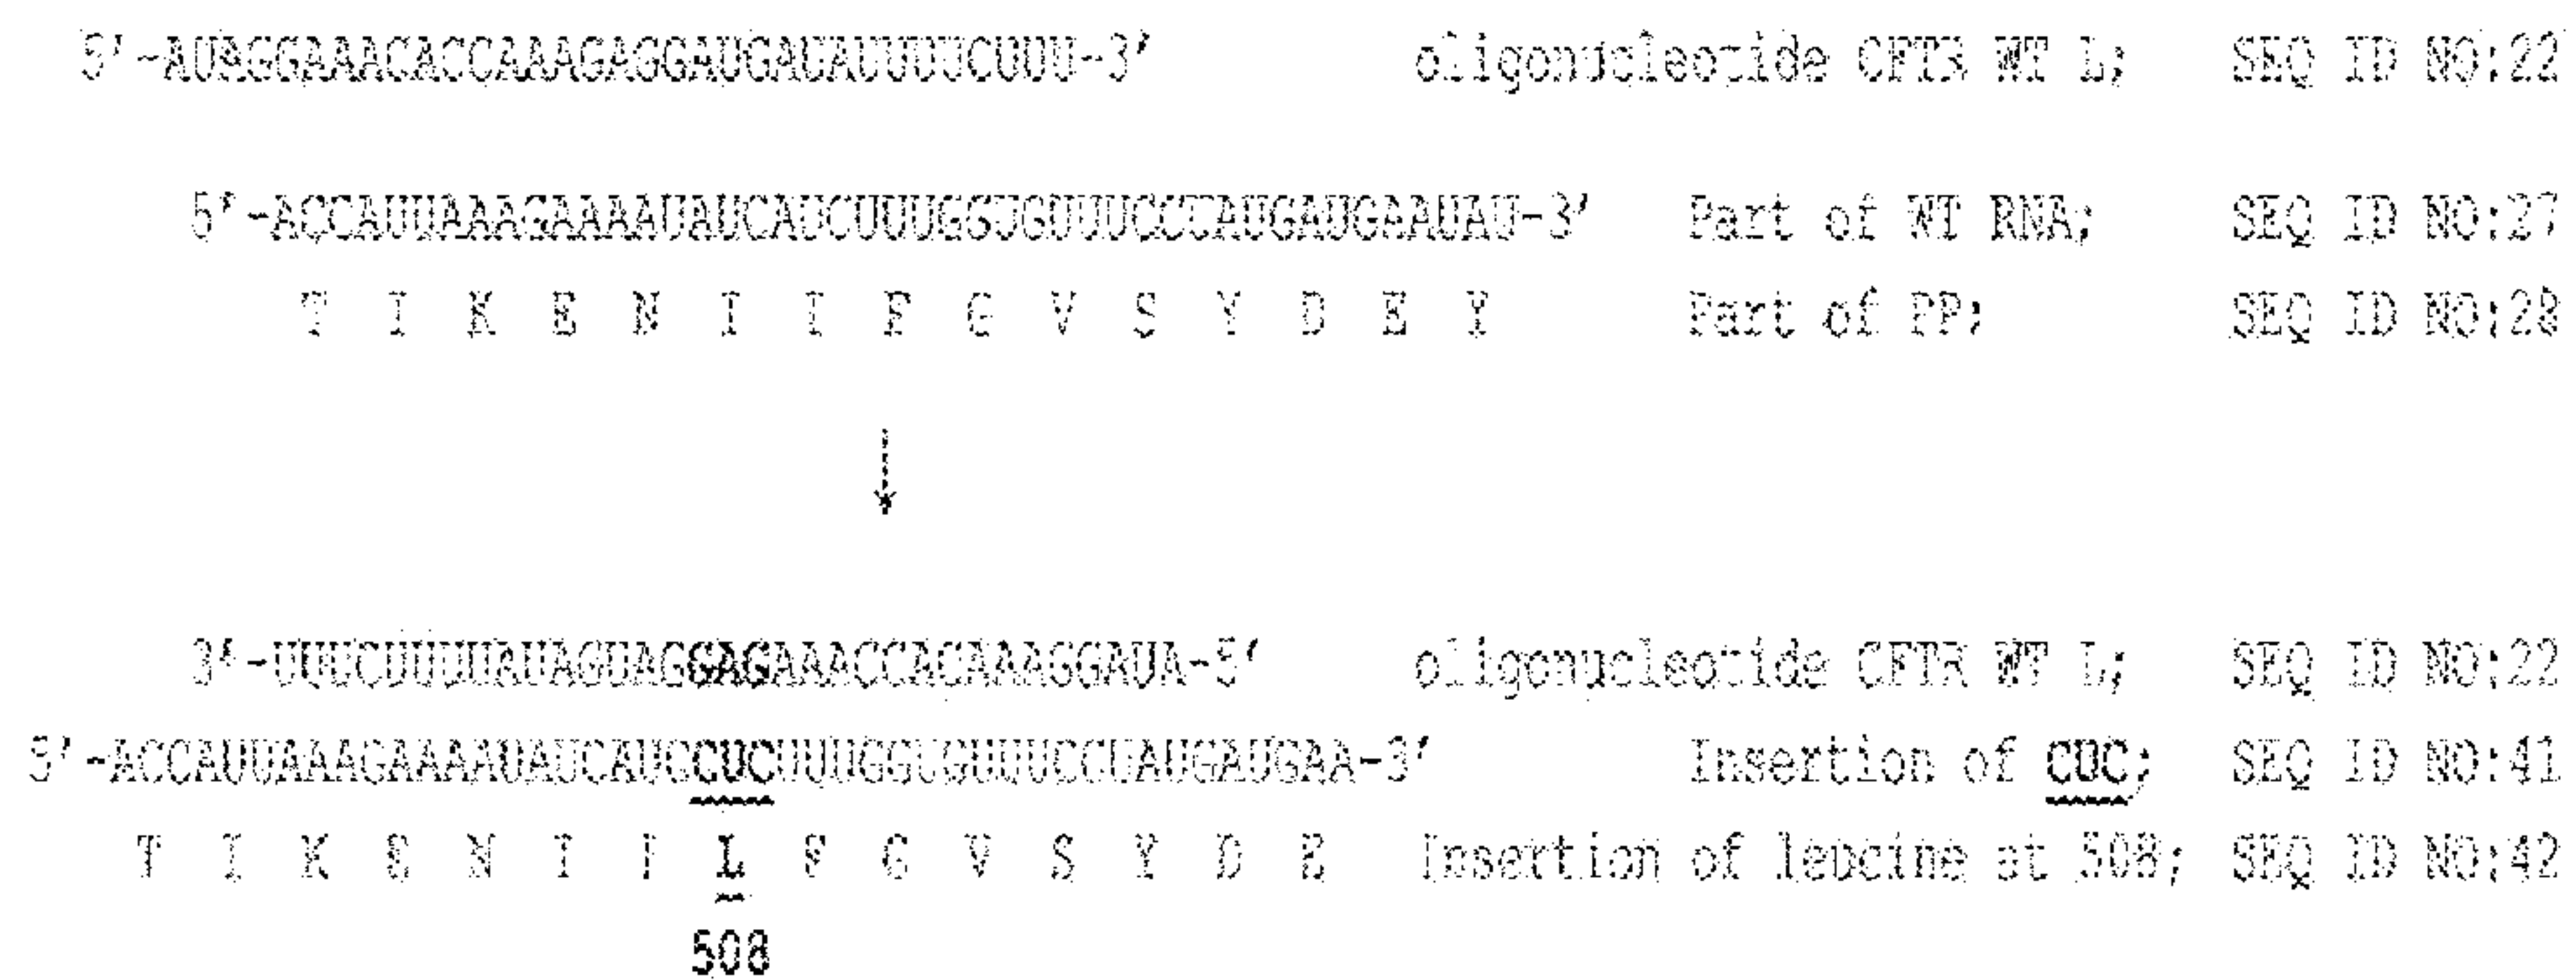 5'-AUAGGAAACACCAAAGAGGAUGAUAUUUUCUUU-3' oligonucleotide CFTR WT L; SEQ ID NO:22
5'-ACCAUUAAAGAAAAUAUCAUCUUUGGUGUUUCCUAUGAUGAAUAU-3' Part of WT RNA; SEQ ID NO:27
T I K E N I I F G V S Y D E Y Part of PP; SEQ ID NO:28
3'-UUUCUUUUAUAGUAGGAGAAACCACAAAGGAUA-5' oligonucleotide CFTR WT L; SEQ ID NO:22
5'-ACCAUUAAAGAAAAUAUCAUCCUCUUUGGUGUUUCCUAUGAUGAA-3' Insertion of CUC; SEQ ID NO:41
T I K E N I I L F G V S Y D E Insertion of leucine at 508; SEQ ID NO:42
508